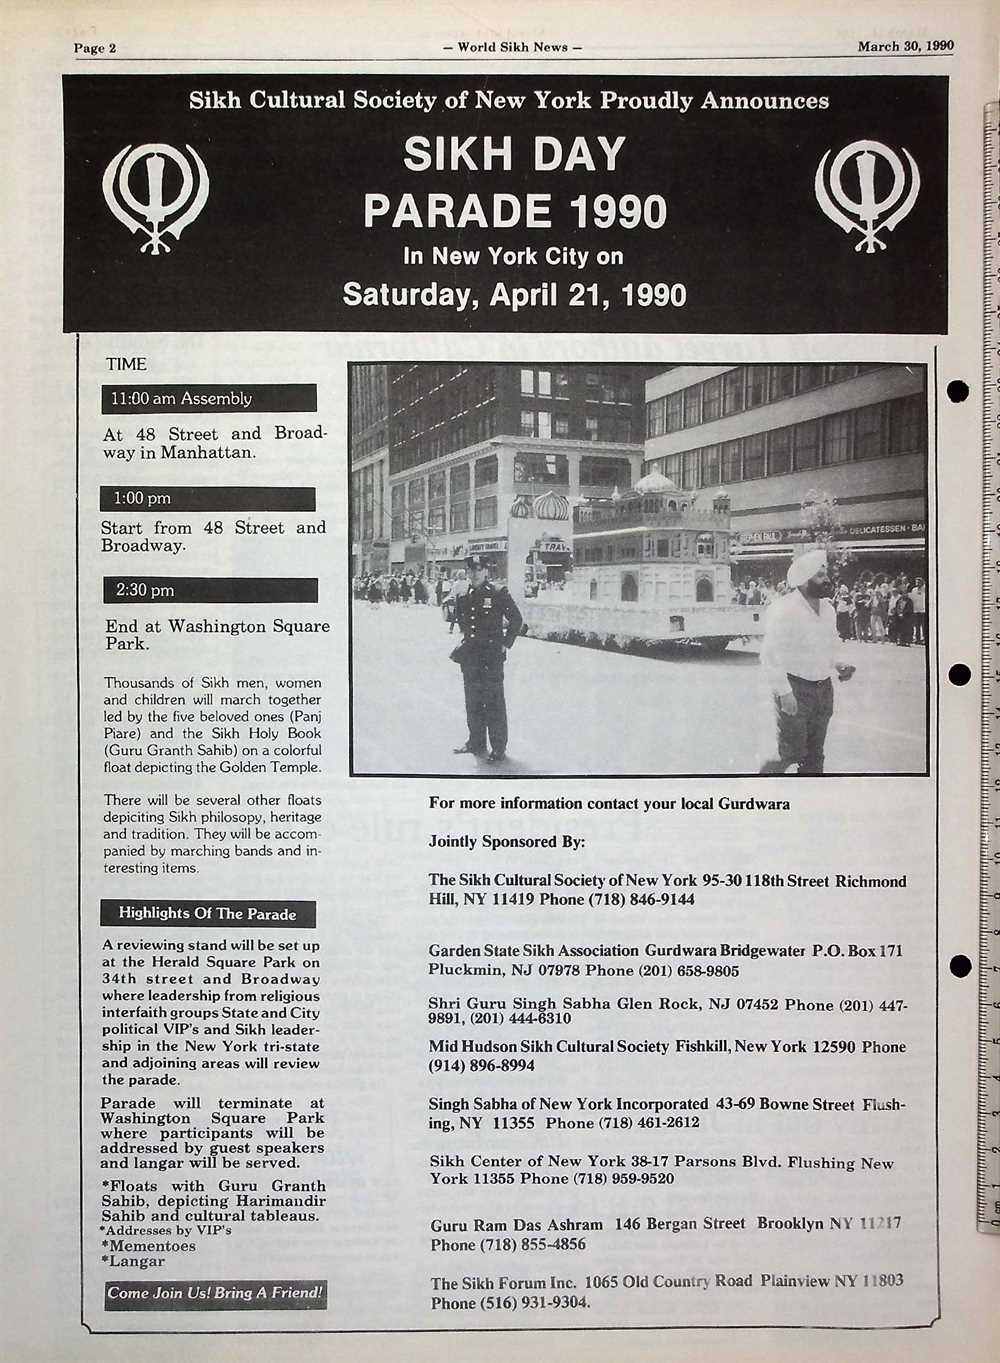 Page 2
– World Sikh News –
March 30, 1990
Sikh Cultural Society of New York Proudly Announces
SIKH DAY
PARADE 1990
In New York City on
Saturday, April 21, 1990
TIME
11:00 am Assembly
At 48 Street and Broad-
way in Manhattan.
1:00 pm
Start from 48 Street and
Broadway.
2:30 pm
End at Washington Square
Park.
Thousands of Sikh men, women
and children will march together
led by the five beloved ones (Panj
Piare) and the Sikh Holy Book
(Guru Granth Sahib) on a colorful
float depicting the Golden Temple.
There will be several other floats
depiciting Sikh philosopy, heritage
and tradition. They will be accom-
panied by marching bands and in-
teresting items.
Highlights Of The Parade
A reviewing stand will be set up
at the Herald Square Park on
34th street and Broadway
where leadership from religious
interfaith groups State and City
political VIP's and Sikh leader-
ship in the New York tri-state
and adjoining areas will review
the parade.
Parade will terminate at
Washington Square Park
where participants will be
addressed by guest speakers
and langar will be served.
*Floats with Guru Granth
Sahib, depicting Harimandir
Sahib and cultural tableaus.
*Addresses by VIP's
*Mementoes
*Langar
Come Join Us! Bring A Friend!
TRAV
DELICATESSEN - BA
For more information contact your local Gurdwara
Jointly Sponsored By:
The Sikh Cultural Society of New York 95-30 118th Street Richmond
Hill, NY 11419 Phone (718) 846-9144
Garden State Sikh Association Gurdwara Bridgewater P.O. Box 171
Pluckmin, NJ 07978 Phone (201) 658-9805
Shri Guru Singh Sabha Glen Rock, NJ 07452 Phone (201) 447-
9891, (201) 444-6310
Mid Hudson Sikh Cultural Society Fishkill, New York 12590 Phone
(914) 896-8994
Singh Sabha of New York Incorporated 43-69 Bowne Street Flush-
ing, NY 11355 Phone (718) 461-2612
Sikh Center of New York 38-17 Parsons Blvd. Flushing New
York 11355 Phone (718) 959-9520
Guru Ram Das Ashram 146 Bergan Street Brooklyn NY 11217
Phone (718) 855-4856
The Sikh Forum Inc. 1065 Old Country Road Plainview NY 11803
Phone (516) 931-9304.